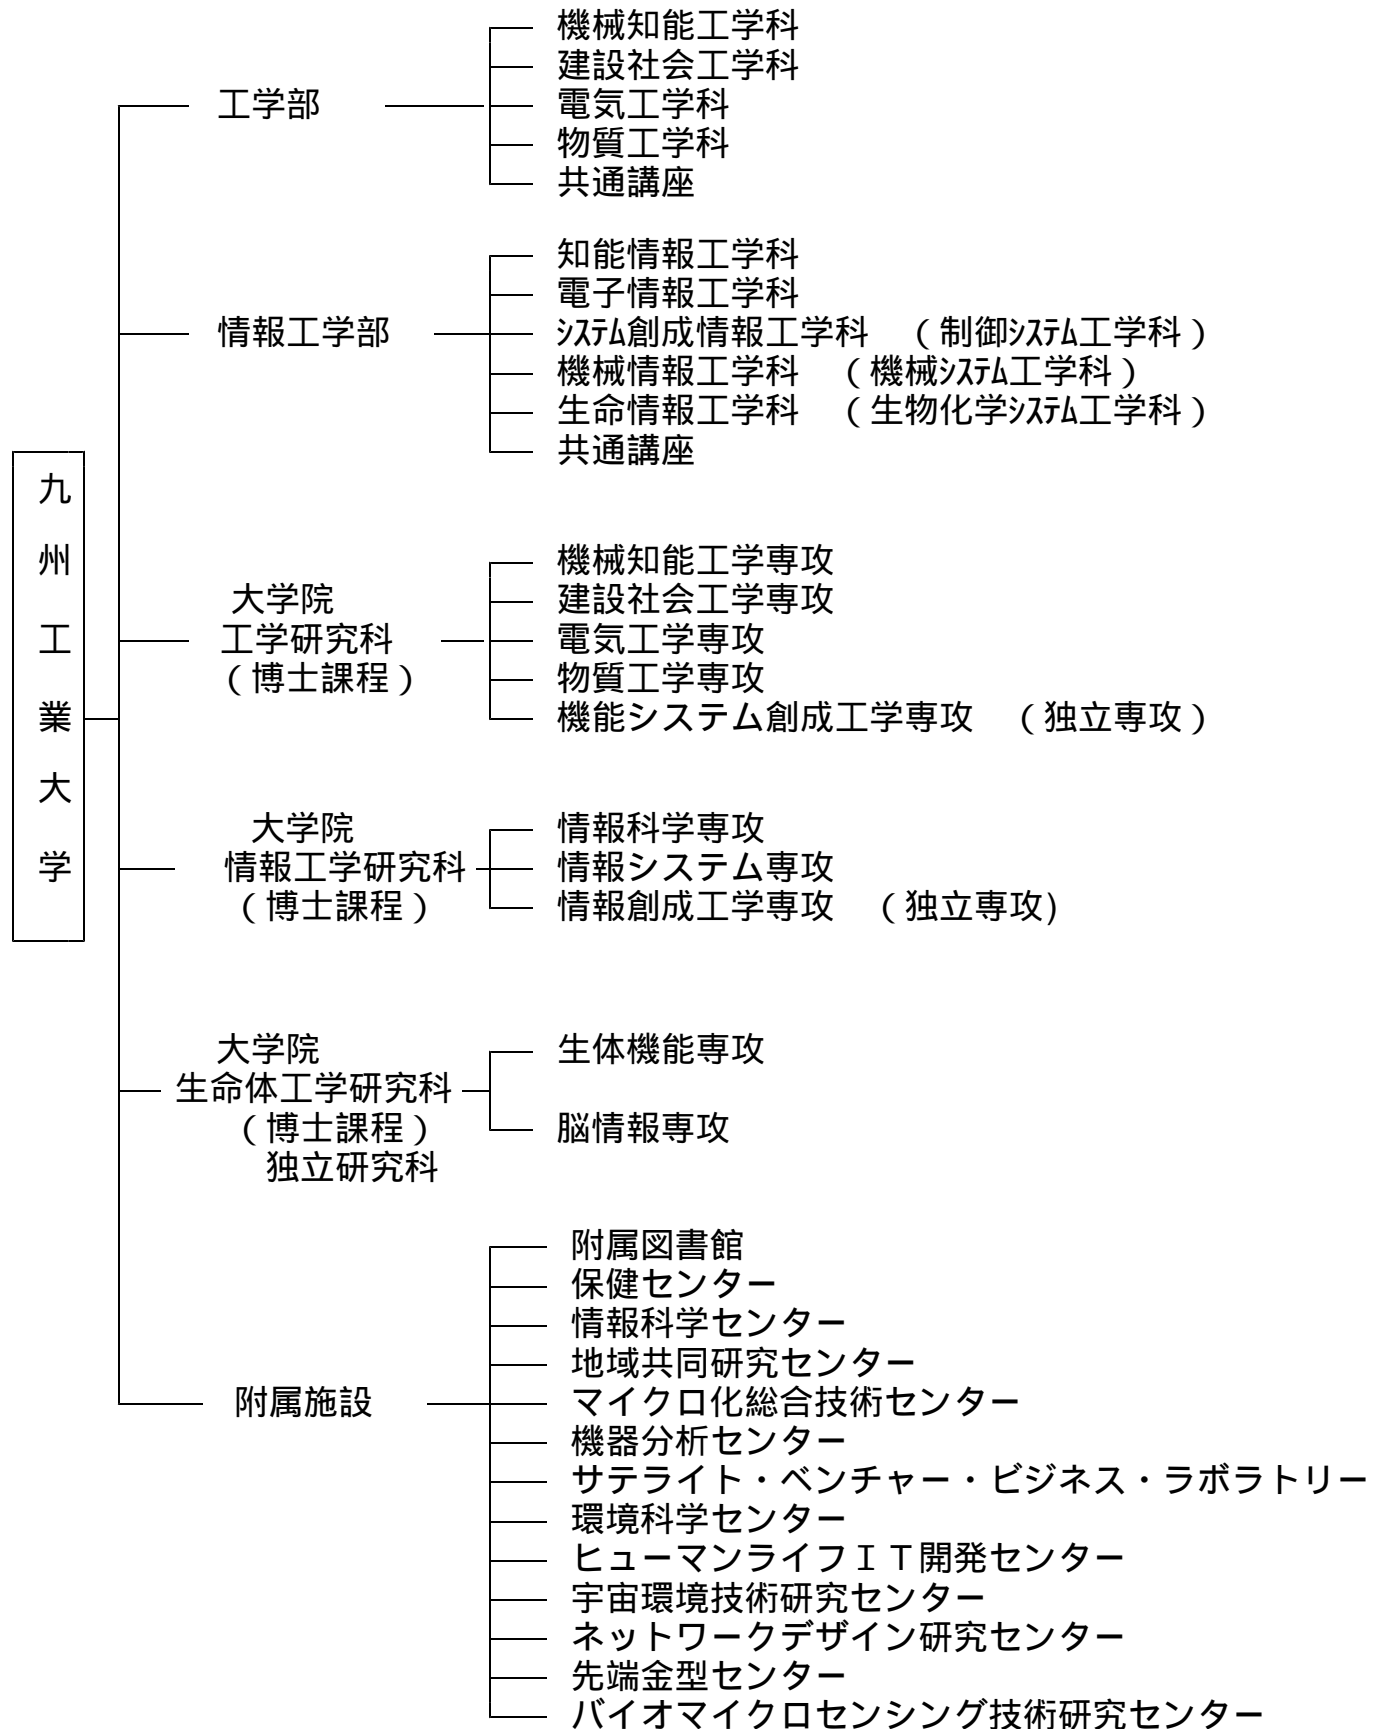 九州工業大学
工学部
機械知能工学科
建設社会工学科
電気工学科
物質工学科
共通講座
情報工学部
知能情報工学科
電子情報工学科
ｼｽﾃﾑ創成情報工学科　（制御ｼｽﾃﾑ工学科）
機械情報工学科　（機械ｼｽﾃﾑ工学科）
生命情報工学科　（生物化学ｼｽﾃﾑ工学科）
共通講座
大学院
工学研究科
（博士課程）
機械知能工学専攻
建設社会工学専攻
電気工学専攻
物質工学専攻
機能システム創成工学専攻　（独立専攻）
大学院
情報工学研究科
（博士課程）
情報科学専攻
情報システム専攻
情報創成工学専攻　（独立専攻)
大学院
生命体工学研究科
（博士課程）
独立研究科
生体機能専攻
脳情報専攻
附属施設
附属図書館
保健センター
情報科学センター
地域共同研究センター
マイクロ化総合技術センター
機器分析センター
サテライト・ベンチャー・ビジネス・ラボラトリー
環境科学センター
ヒューマンライフＩＴ開発センター
宇宙環境技術研究センター
ネットワークデザイン研究センター
先端金型センター
バイオマイクロセンシング技術研究センター